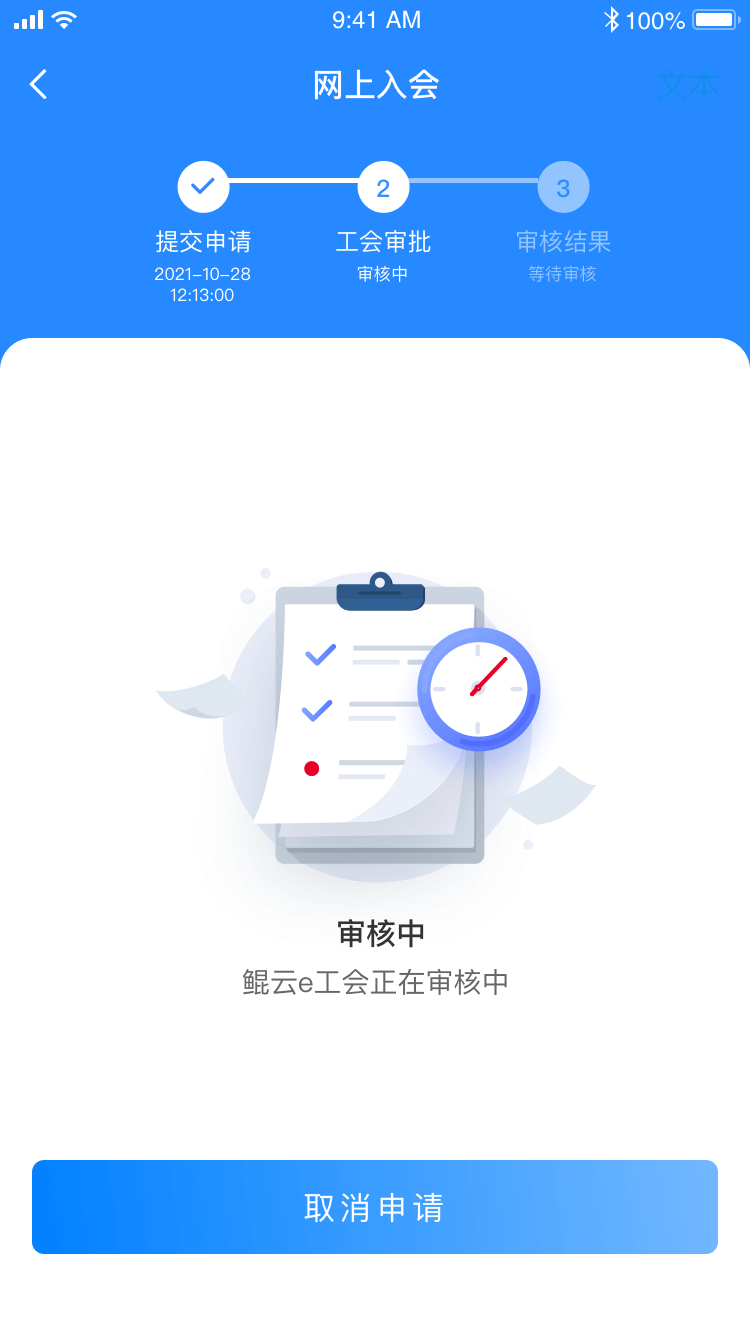 9:41 AM
100%
网上入会
文本
2
3
提交申请
工会审批
审核结果
2021-10-28
12:13:00
审核中
等待审核
审核中
鲲云e工会正在审核中
取消申请